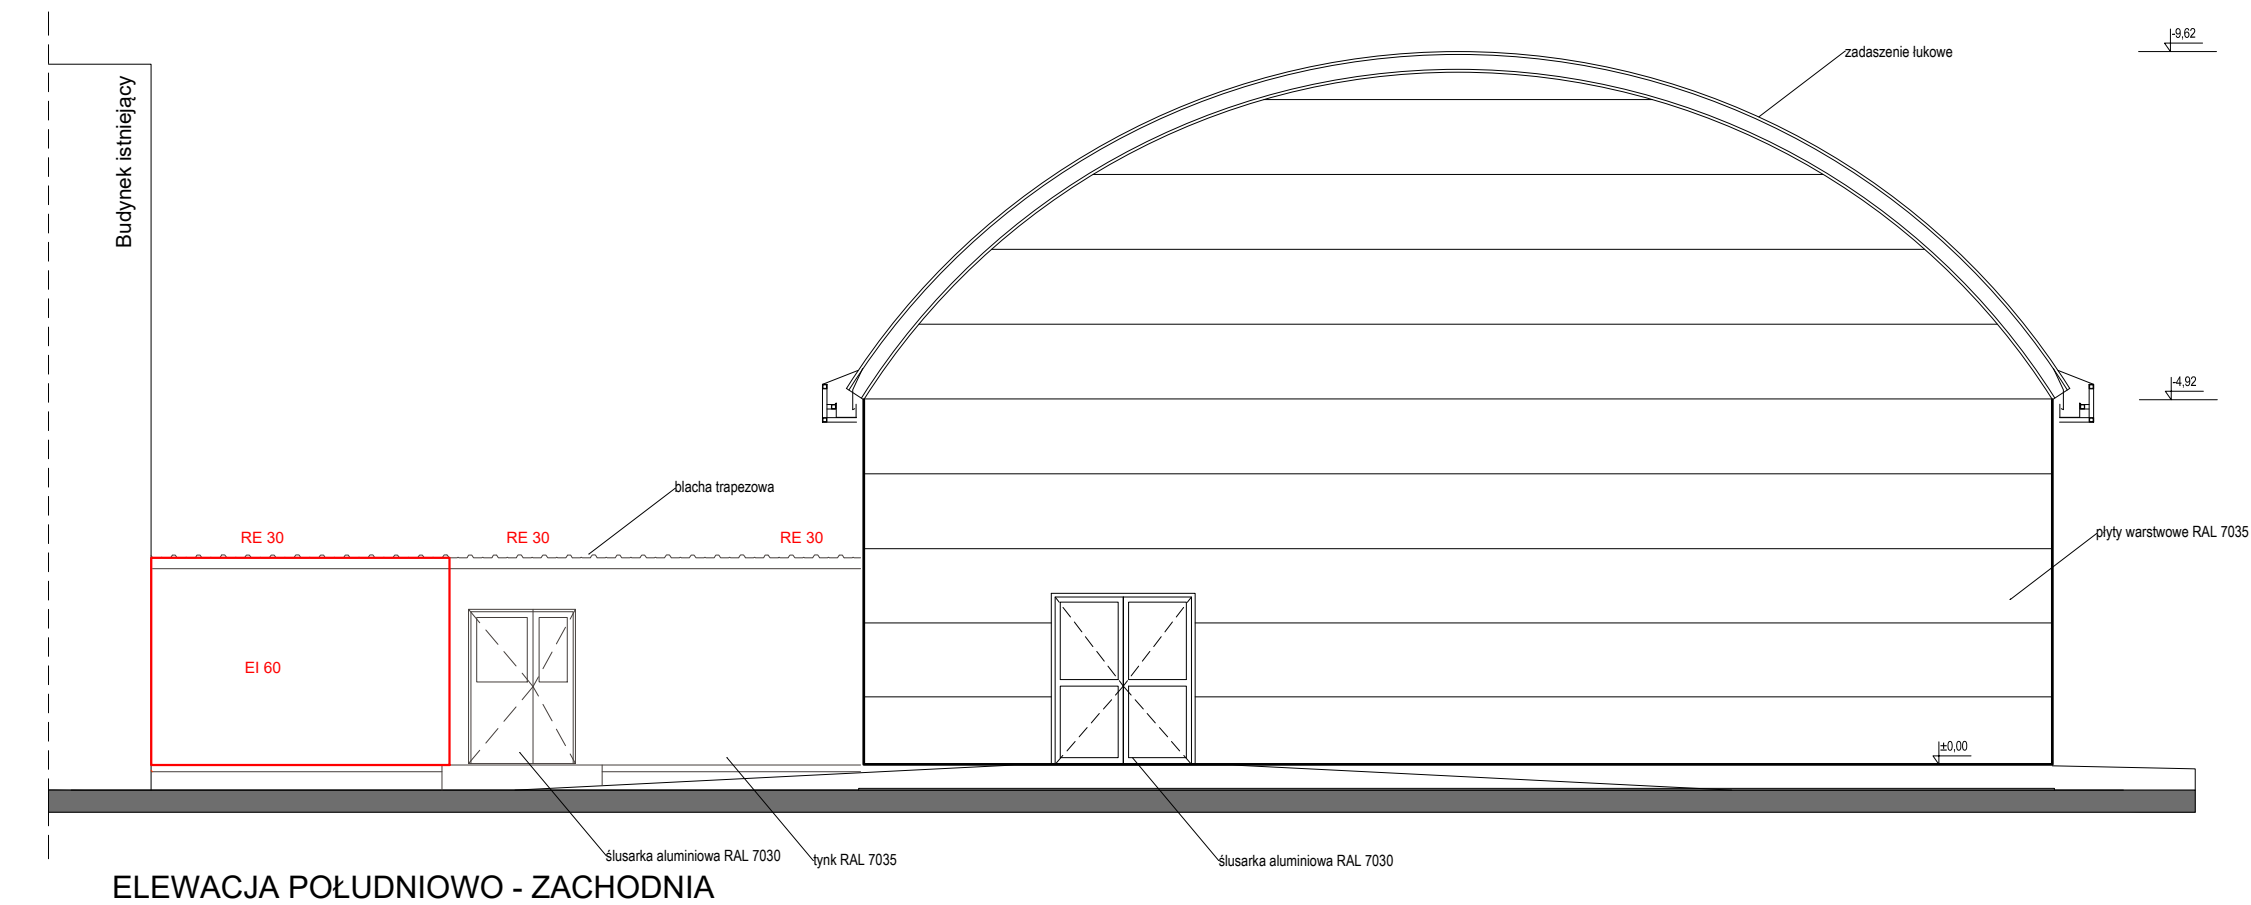 -9,62
zadaszenie łukowe
Budynek istniejący
-4,92
blacha trapezowa
RE 30
RE 30
RE 30
płyty warstwowe RAL 7035
EI 60
±0,00
ślusarka aluminiowa RAL 7030
tynk RAL 7035
ślusarka aluminiowa RAL 7030
ELEWACJA POŁUDNIOWO - ZACHODNIA